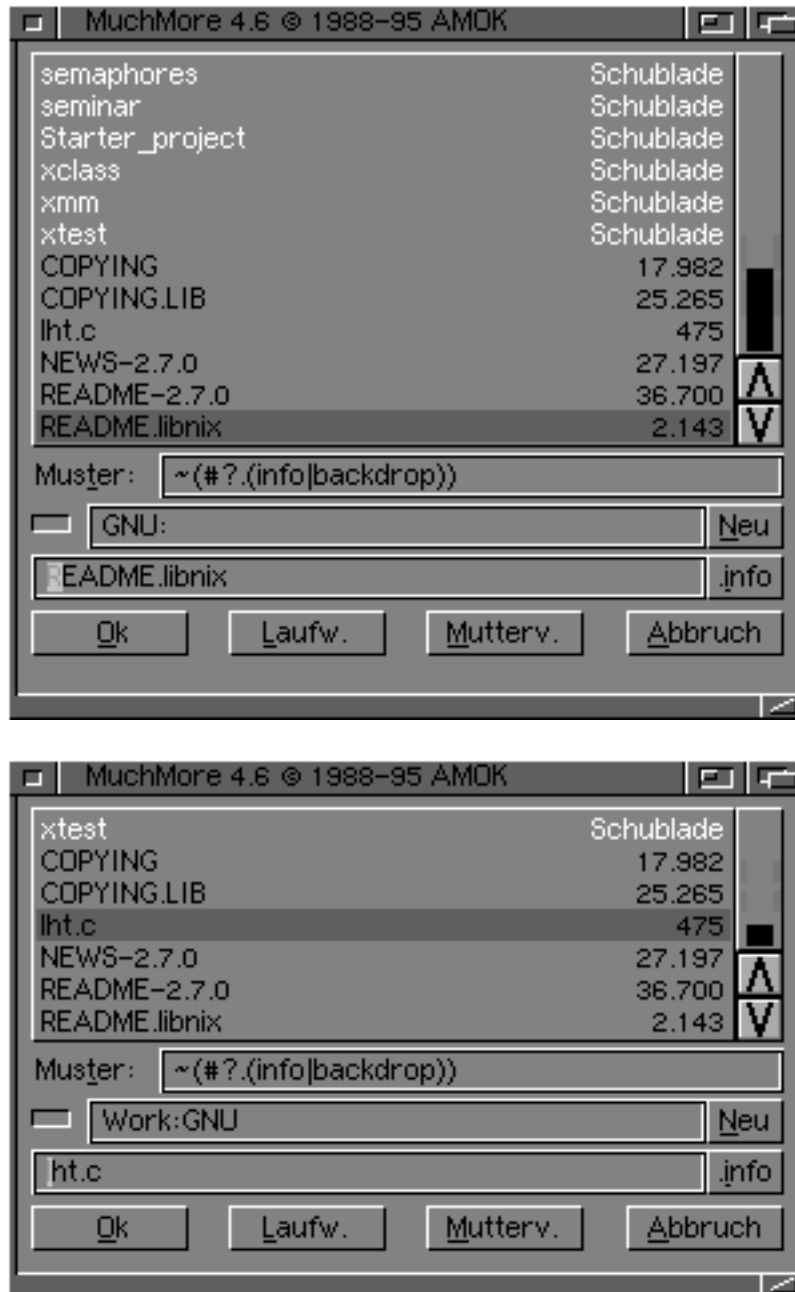 MuchMore 4.6 © 1988-95 AMOK
semaphores Schublade
seminar Schublade
Starter_project Schublade
xclass Schublade
xmm Schublade
xtest Schublade
COPYING 17.982
COPYING.LIB 25.265
lht.c 475
NEWS-2.7.0 27.197
README-2.7.0 36.700
README.libnix 2.143
Muster: ~(#?.(info|backdrop))
GNU: Neu
README.libnix .info
Ok Laufw. Mutterv. Abbruch
MuchMore 4.6 © 1988-95 AMOK
xtest Schublade
COPYING 17.982
COPYING.LIB 25.265
lht.c 475
NEWS-2.7.0 27.197
README-2.7.0 36.700
README.libnix 2.143
Muster: ~(#?.(info|backdrop))
Work:GNU Neu
lht.c .info
Ok Laufw. Mutterv. Abbruch